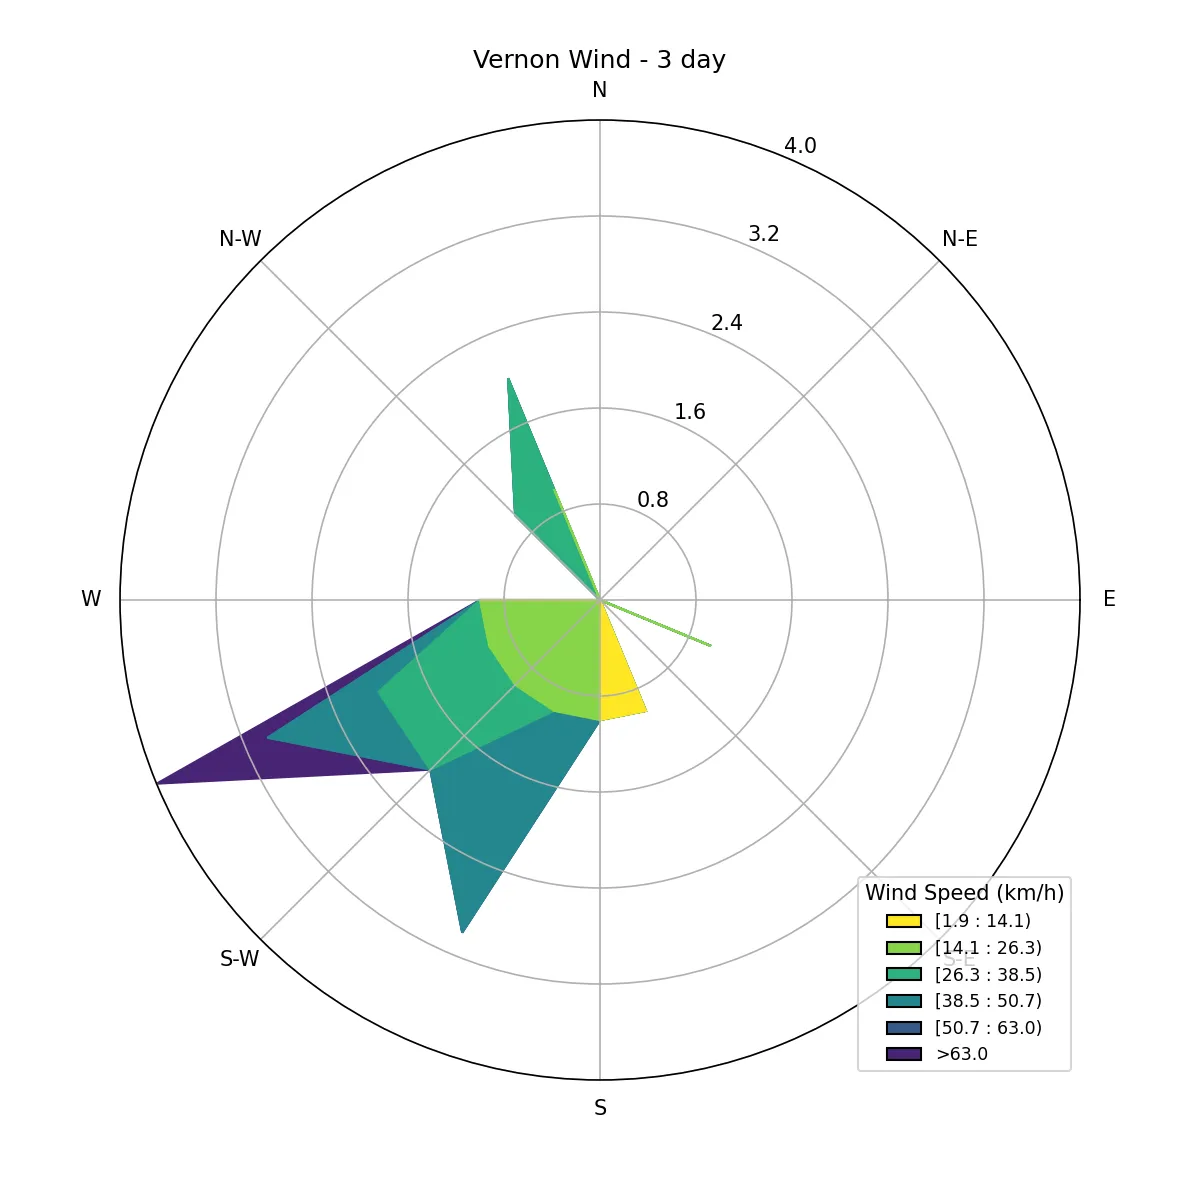 Vernon Wind - 3 day
N
4.0
3.2
N-W
N-E
2.4
1.6
0.8
W
E
Wind Speed (km/h)
[1.9 : 14.1)
[14.1 : 26.3)
S-W
S-E
[26.3 : 38.5)
[38.5 : 50.7)
[50.7 : 63.0)
>63.0
S